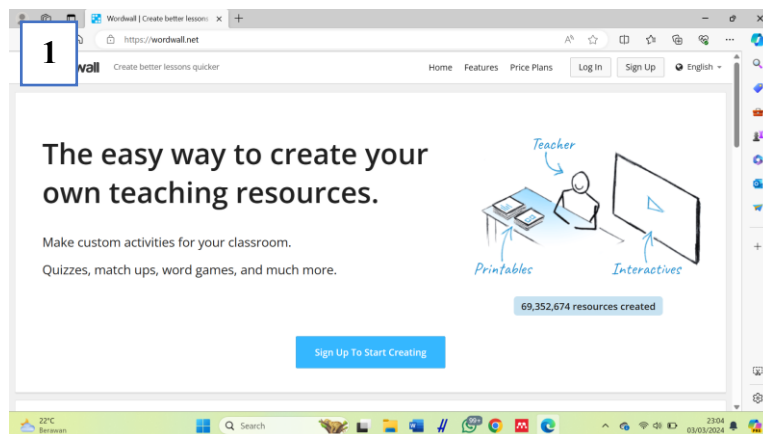 Wordwall | Create better lessons
https://wordwall.net
1
wall
Create better lessons quicker
Home Features Price Plans Log In Sign Up English
The easy way to create your
own teaching resources.
Make custom activities for your classroom.
Quizzes, match ups, word games, and much more.
Teacher
Printables
Interactives
69,352,674 resources created
Sign Up To Start Creating
22°C
Berawan
Search
99+
23:04
03/03/2024